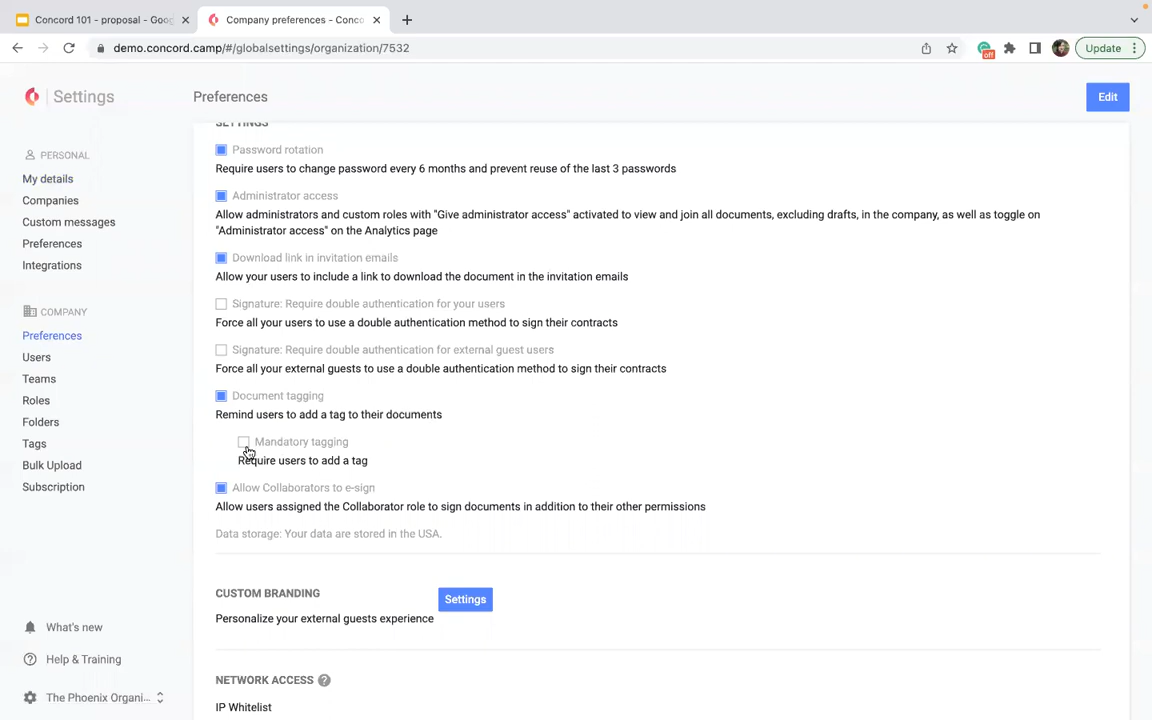 Concord 101 - proposal - Goo
Company preferences - Conco
demo.concord.camp/#/globalsettings/organization/7532
off
Update
Settings
Preferences
Edit
SETTINGS
PERSONAL
My details
Companies
Custom messages
Preferences
Integrations
COMPANY
Preferences
Users
Teams
Roles
Folders
Tags
Bulk Upload
Subscription
What's new
Help & Training
The Phoenix Organi...
Password rotation
Require users to change password every 6 months and prevent reuse of the last 3 passwords
Administrator access
Allow administrators and custom roles with "Give administrator access" activated to view and join all documents, excluding drafts, in the company, as well as toggle on
"Administrator access" on the Analytics page
Download link in invitation emails
Allow your users to include a link to download the document in the invitation emails
Signature: Require double authentication for your users
Force all your users to use a double authentication method to sign their contracts
Signature: Require double authentication for external guest users
Force all your external guests to use a double authentication method to sign their contracts
Document tagging
Remind users to add a tag to their documents
Mandatory tagging
Require users to add a tag
Allow Collaborators to e-sign
Allow users assigned the Collaborator role to sign documents in addition to their other permissions
Data storage: Your data are stored in the USA.
CUSTOM BRANDING
Settings
Personalize your external guests experience
NETWORK ACCESS ?
IP Whitelist